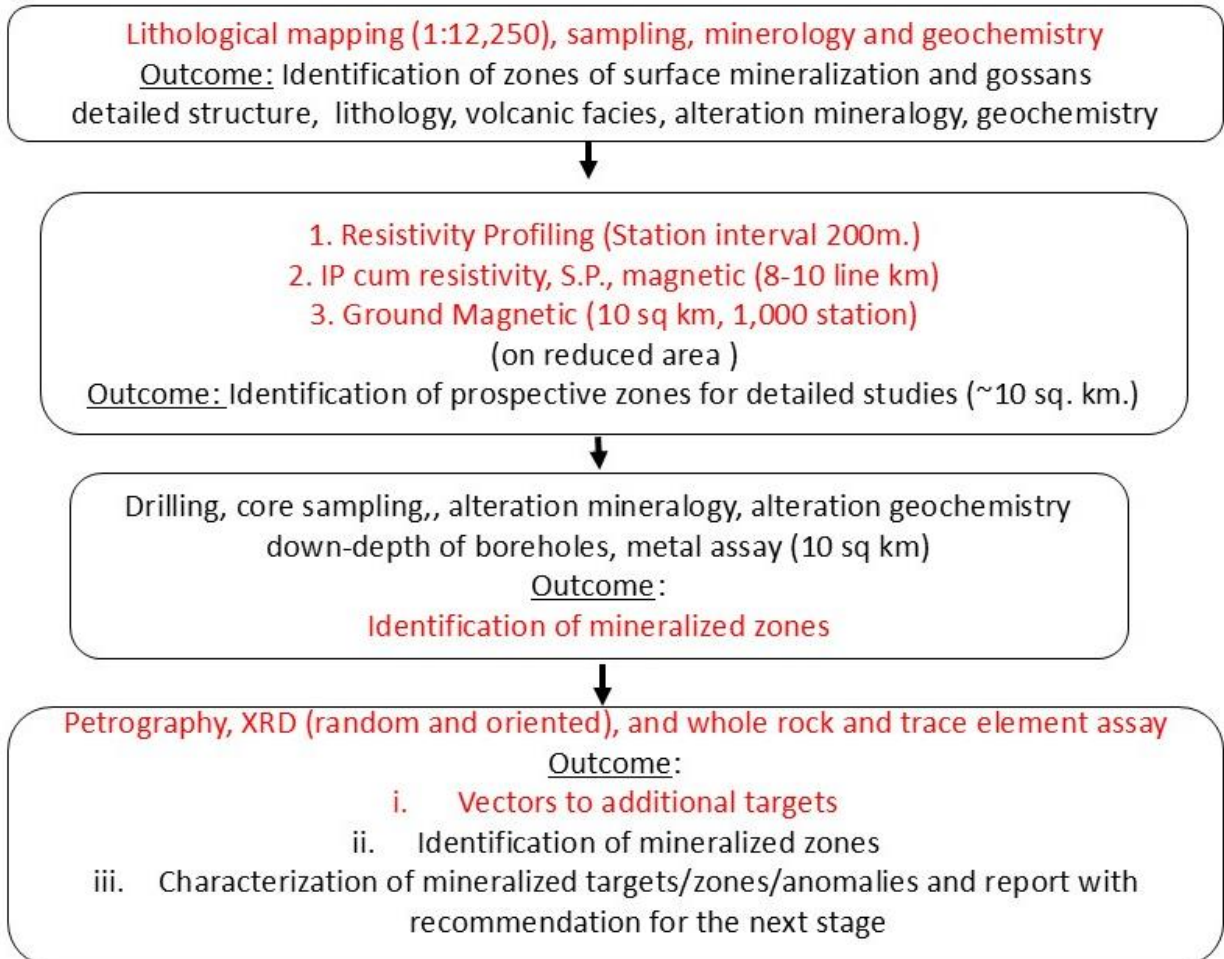 Lithological mapping (1:12,250), sampling, minerology and geochemistry
Outcome: Identification of zones of surface mineralization and gossans
detailed structure, lithology, volcanic facies, alteration mineralogy, geochemistry
1. Resistivity Profiling (Station interval 200m.)
2. IP cum resistivity, S.P., magnetic (8-10 line km)
3. Ground Magnetic (10 sq km, 1,000 station)
(on reduced area )
Outcome: Identification of prospective zones for detailed studies (~10 sq. km.)
Drilling, core sampling,, alteration mineralogy, alteration geochemistry
down-depth of boreholes, metal assay (10 sq km)
Outcome:
Identification of mineralized zones
Petrography, XRD (random and oriented), and whole rock and trace element assay
Outcome:
i. Vectors to additional targets
ii. Identification of mineralized zones
iii. Characterization of mineralized targets/zones/anomalies and report with
recommendation for the next stage